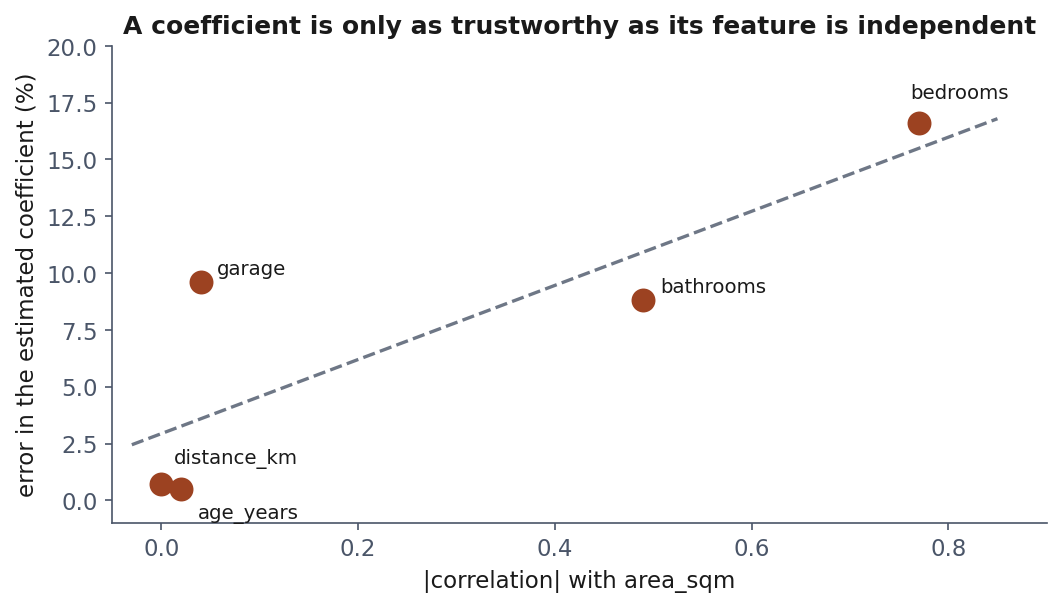 A coefficient is only as trustworthy as its feature is independent
error in the estimated coefficient (%)
20.0
17.5
15.0
12.5
10.0
7.5
5.0
2.5
0.0
bedrooms
garage
bathrooms
distance_km
age_years
0.0 0.2 0.4 0.6 0.8
|correlation| with area_sqm